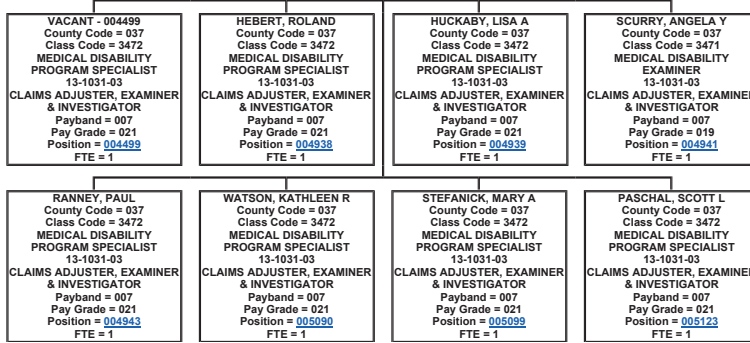 VACANT - 004499
County Code = 037
Class Code = 3472
MEDICAL DISABILITY
PROGRAM SPECIALIST
13-1031-03
CLAIMS ADJUSTER, EXAMINER
& INVESTIGATOR
Payband = 007
Pay Grade = 021
Position = 004499
FTE = 1
HEBERT, ROLAND
County Code = 037
Class Code = 3472
MEDICAL DISABILITY
PROGRAM SPECIALIST
13-1031-03
CLAIMS ADJUSTER, EXAMINER
& INVESTIGATOR
Payband = 007
Pay Grade = 021
Position = 004938
FTE = 1
HUCKABY, LISA A
County Code = 037
Class Code = 3472
MEDICAL DISABILITY
PROGRAM SPECIALIST
13-1031-03
CLAIMS ADJUSTER, EXAMINER
& INVESTIGATOR
Payband = 007
Pay Grade = 021
Position = 004939
FTE = 1
SCURRY, ANGELA Y
County Code = 037
Class Code = 3471
MEDICAL DISABILITY
EXAMINER
13-1031-03
CLAIMS ADJUSTER, EXAMINER
& INVESTIGATOR
Payband = 007
Pay Grade = 019
Position = 004941
FTE = 1
RANNEY, PAUL
County Code = 037
Class Code = 3472
MEDICAL DISABILITY
PROGRAM SPECIALIST
13-1031-03
CLAIMS ADJUSTER, EXAMINER
& INVESTIGATOR
Payband = 007
Pay Grade = 021
Position = 004943
FTE = 1
WATSON, KATHLEEN R
County Code = 037
Class Code = 3472
MEDICAL DISABILITY
PROGRAM SPECIALIST
13-1031-03
CLAIMS ADJUSTER, EXAMINER
& INVESTIGATOR
Payband = 007
Pay Grade = 021
Position = 005090
FTE = 1
STEFANICK, MARY A
County Code = 037
Class Code = 3472
MEDICAL DISABILITY
PROGRAM SPECIALIST
13-1031-03
CLAIMS ADJUSTER, EXAMINER
& INVESTIGATOR
Payband = 007
Pay Grade = 021
Position = 005099
FTE = 1
PASCHAL, SCOTT L
County Code = 037
Class Code = 3472
MEDICAL DISABILITY
PROGRAM SPECIALIST
13-1031-03
CLAIMS ADJUSTER, EXAMINER
& INVESTIGATOR
Payband = 007
Pay Grade = 021
Position = 005123
FTE = 1